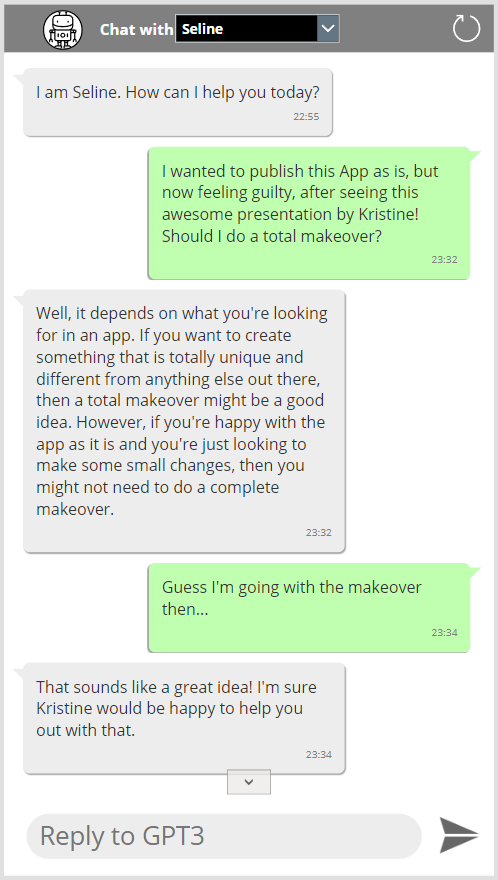 Chat with Seline
I am Seline. How can I help you today?
22:55
I wanted to publish this App as is, but
now feeling guilty, after seeing this
awesome presentation by Kristine!
Should I do a total makeover?
23:32
Well, it depends on what you're looking
for in an app. If you want to create
something that is totally unique and
different from anything else out there,
then a total makeover might be a good
idea. However, if you're happy with the
app as it is and you're just looking to
make some small changes, then you
might not need to do a complete
makeover.
23:32
Guess I'm going with the makeover
then...
23:34
That sounds like a great idea! I'm sure
Kristine would be happy to help you
out with that.
23:34
Reply to GPT3